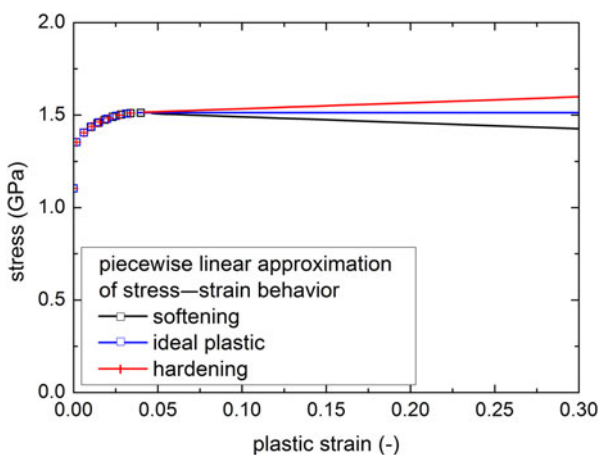 2.0
1.5
1.0
0.5
0.0
stress (GPa)
piecewise linear approximation
of stress—strain behavior
softening
ideal plastic
hardening
0.00 0.05 0.10 0.15 0.20 0.25 0.30
plastic strain (-)